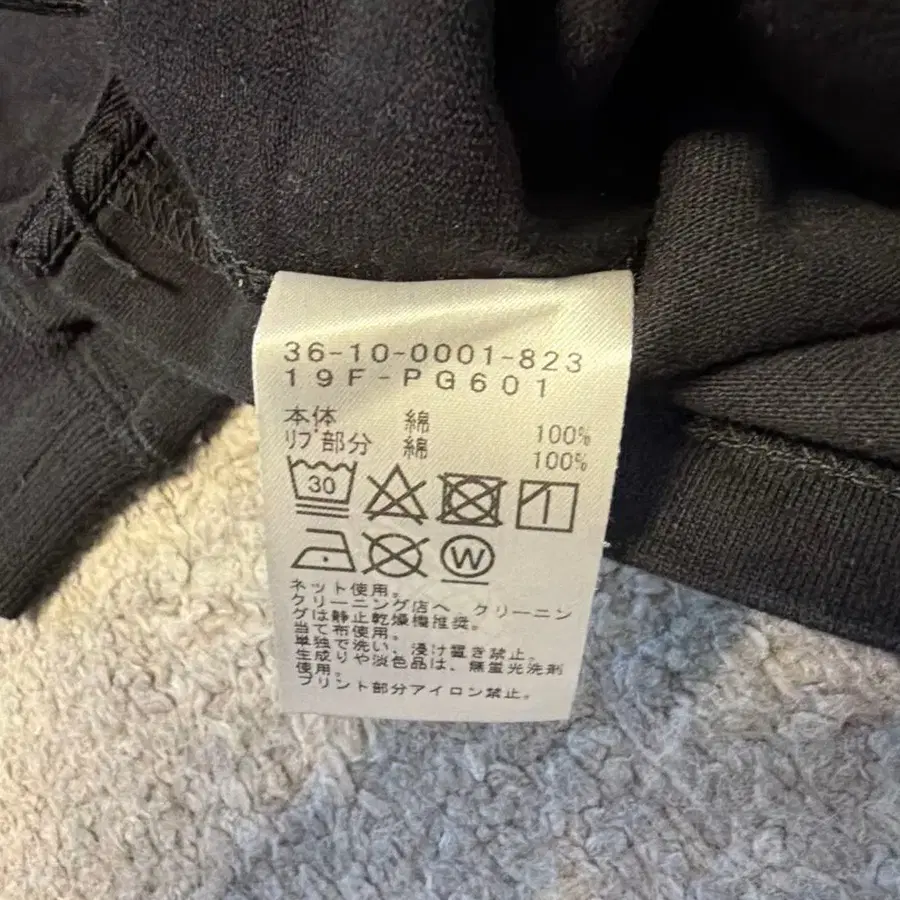 36-10-0001-823
19F-PG601
本体 綿 100%
リブ部分 綿 100%
30
W
ネット使用。
クリーニング店へ、クリーニン
グは静止乾燥機推奨。
当て布使用。
単独で洗い、浸け置き禁止。
生成りや淡色品は、無蛍光洗剤
使用。
プリント部分アイロン禁止。